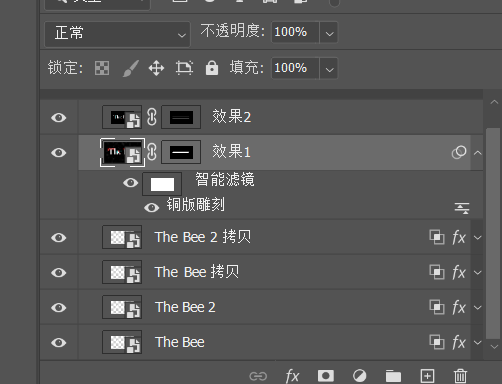 正常 不透明度: 100%
锁定: 填充: 100%
效果2
效果1
智能滤镜
铜版雕刻
The Bee 2 拷贝 fx
The Bee 拷贝 fx
The Bee 2 fx
The Bee fx
fx